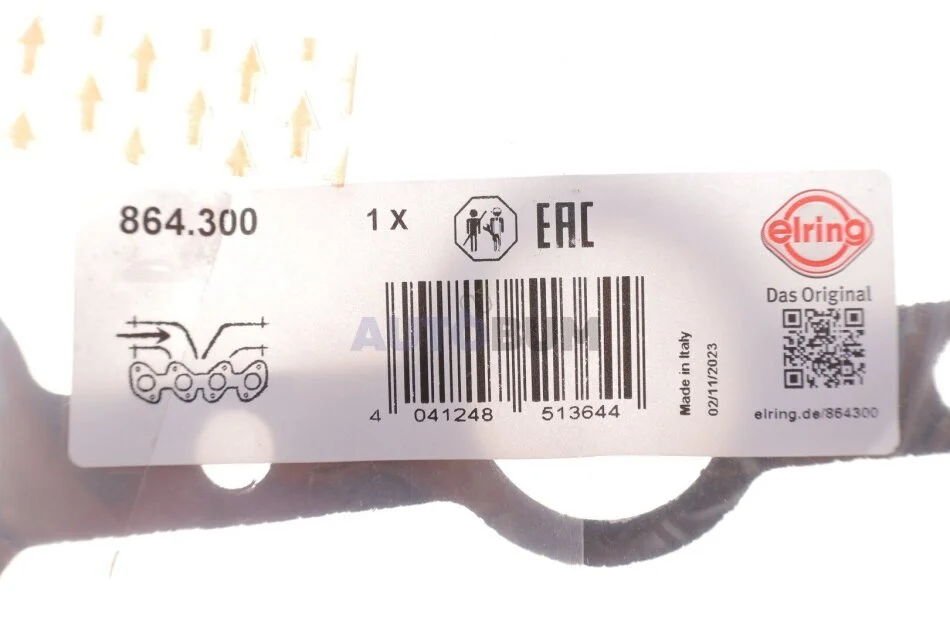 864.300
1 X
EAC
elring
Das Original
AUTOBUM
4 041248 513644
Made in Italy
02/11/2023
elring.de/864300